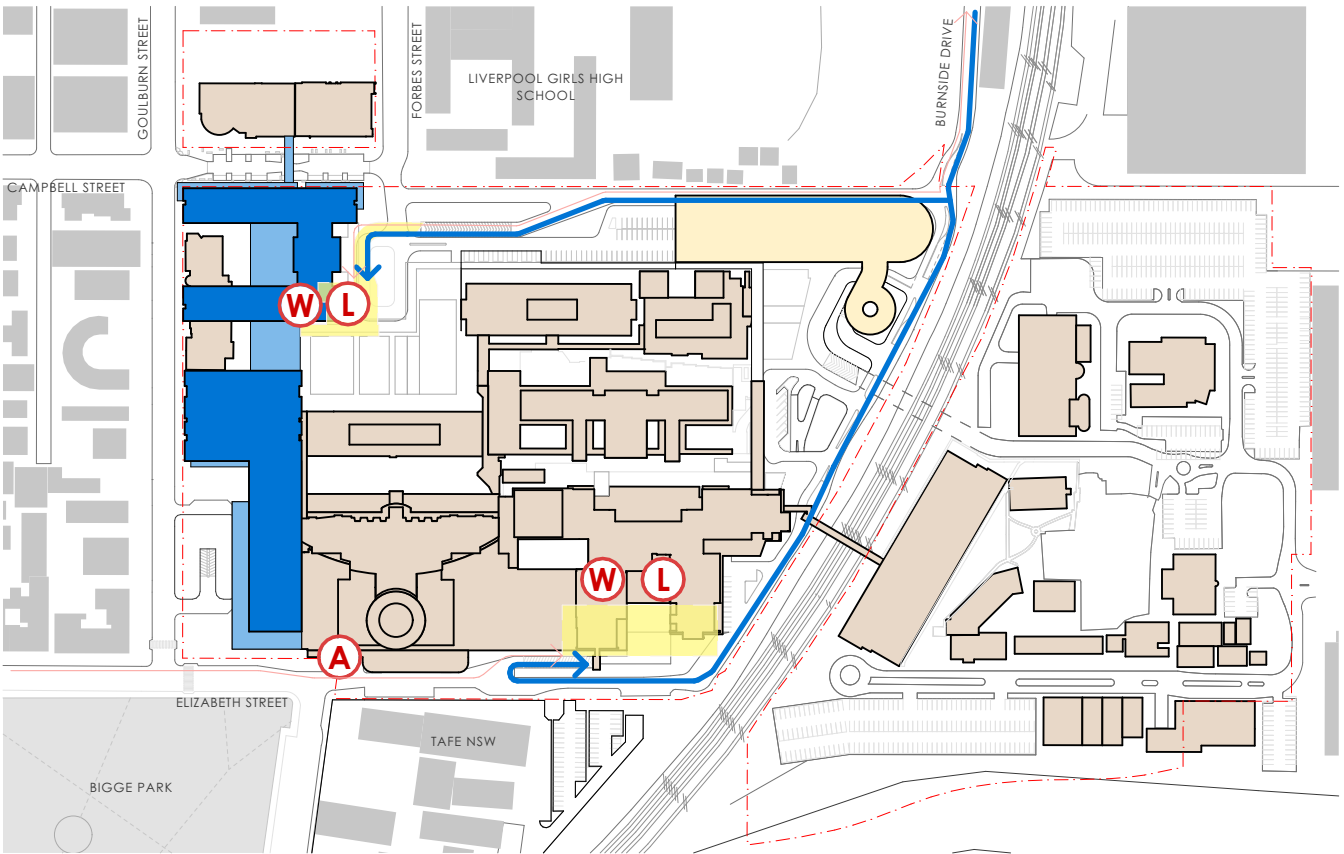 GOULBURN STREET
FORBES STREET
LIVERPOOL GIRLS HIGH
SCHOOL
BURNSIDE DRIVE
CAMPBELL STREET
W
L
W
L
A
ELIZABETH STREET
TAFE NSW
BIGGE PARK